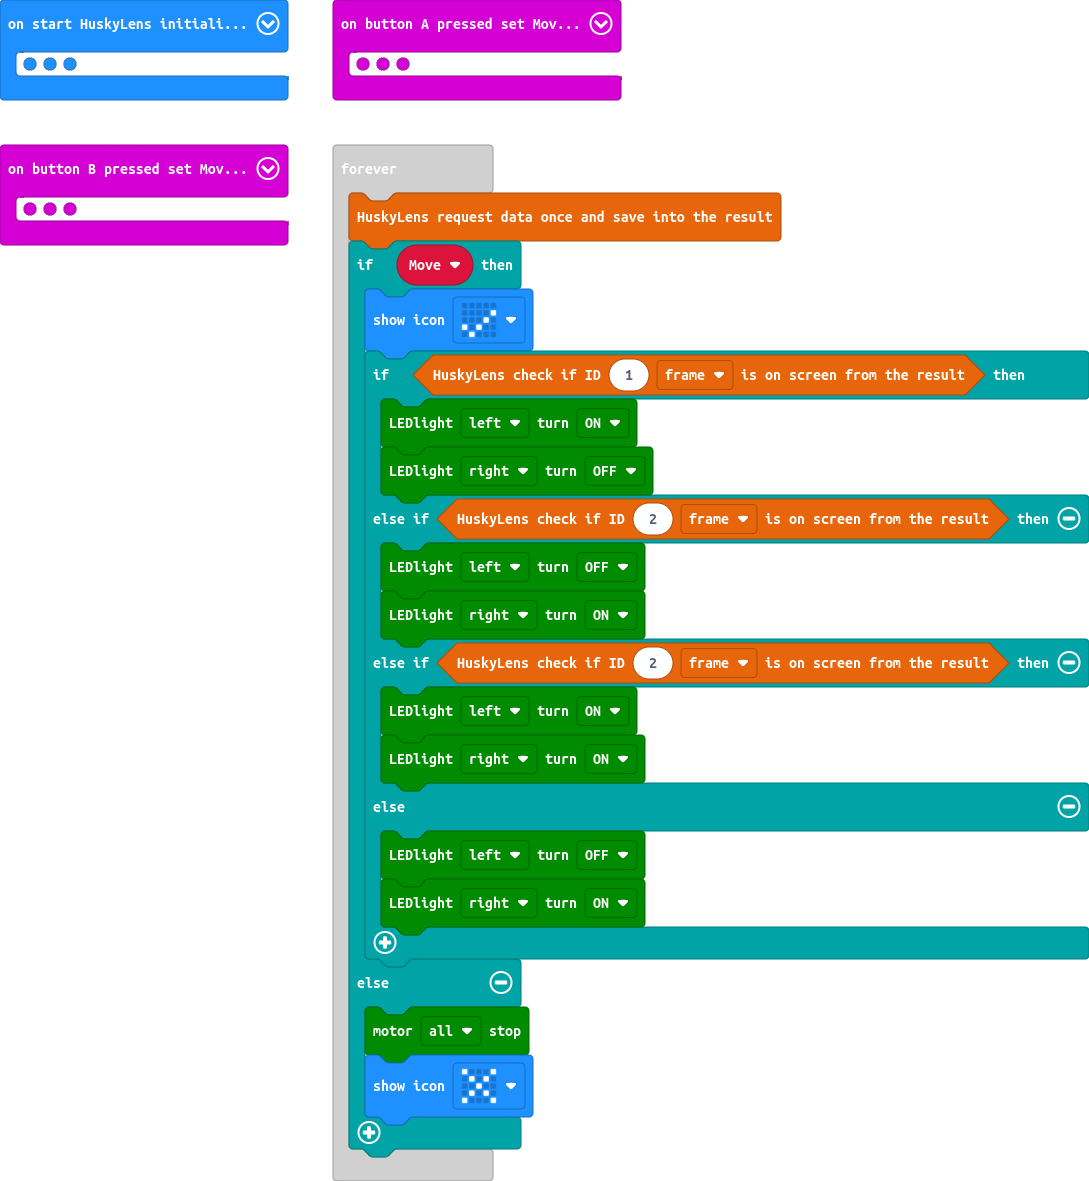 on start HuskyLens initiali...
on button A pressed set Mov...
on button B pressed set Mov...
forever
HuskyLens request data once and save into the result
if Move then
show icon
if HuskyLens check if ID 1 frame is on screen from the result then
LEDlight left turn ON
LEDlight right turn OFF
else if HuskyLens check if ID 2 frame is on screen from the result then
LEDlight left turn OFF
LEDlight right turn ON
else if HuskyLens check if ID 2 frame is on screen from the result then
LEDlight left turn ON
LEDlight right turn ON
else
LEDlight left turn OFF
LEDlight right turn ON
else
motor all stop
show icon